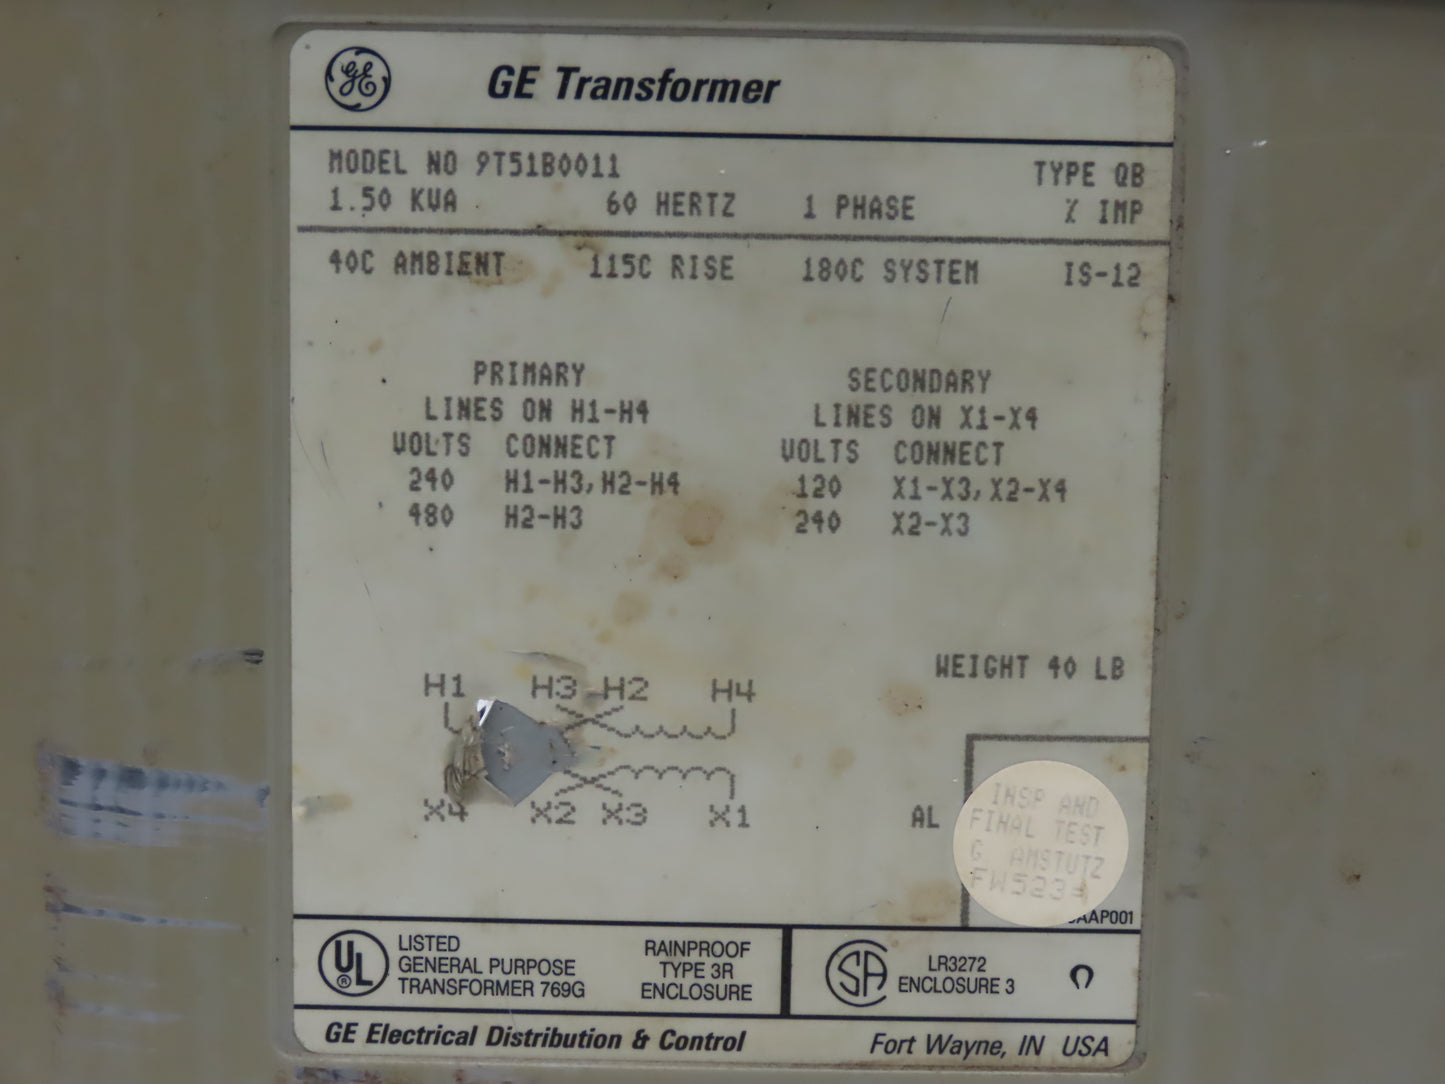 GE GE Transformer
MODEL NO 9T51B0011 TYPE QB
1.50 KVA 60 HERTZ 1 PHASE % IMP
40C AMBIENT 115C RISE 180C SYSTEM IS-12
PRIMARY SECONDARY
LINES ON H1-H4 LINES ON X1-X4
VOLTS CONNECT VOLTS CONNECT
240 H1-H3,H2-H4 120 X1-X3,X2-X4
480 H2-H3 240 X2-X3
WEIGHT 40 LB
H1 H3 H2 H4
X4 X2 X3 X1
AL
INSP AND
FINAL TEST
G AMSTUTZ
AAP001
UL ® LISTED
GENERAL PURPOSE
TRANSFORMER 769G
RAINPROOF
TYPE 3R
ENCLOSURE
SA LR3272
ENCLOSURE 3
GE Electrical Distribution & Control Fort Wayne, IN USA